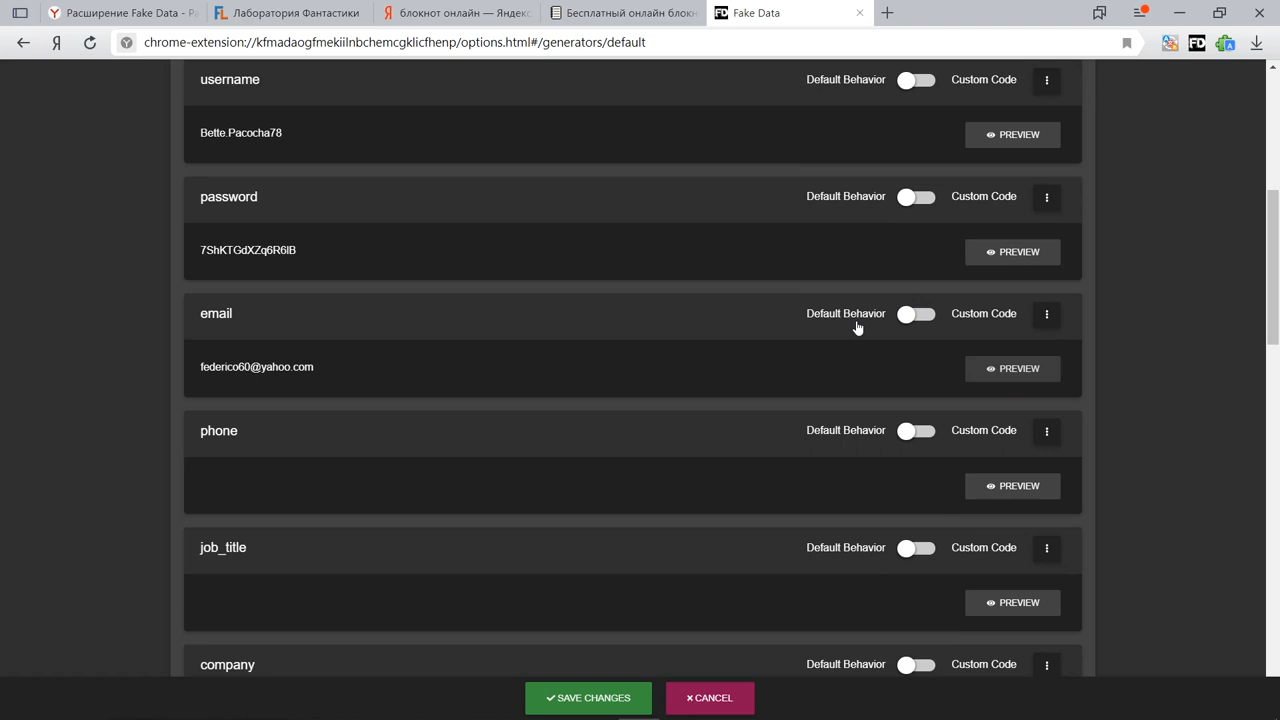 Расширение Fake Data - Ра
Лаборатория Фантастики
блокнот онлайн — Яндекс
Бесплатный онлайн блокн
Fake Data
chrome-extension://kfmadaogfmekiilnbchemcgklicfhenp/options.html#/generators/default
username Default Behavior Custom Code
Bette.Pacocha78 PREVIEW
password Default Behavior Custom Code
7ShKTGdXZq6R6IB PREVIEW
email Default Behavior Custom Code
federico60@yahoo.com PREVIEW
phone Default Behavior Custom Code
PREVIEW
job_title Default Behavior Custom Code
PREVIEW
company Default Behavior Custom Code
SAVE CHANGES CANCEL